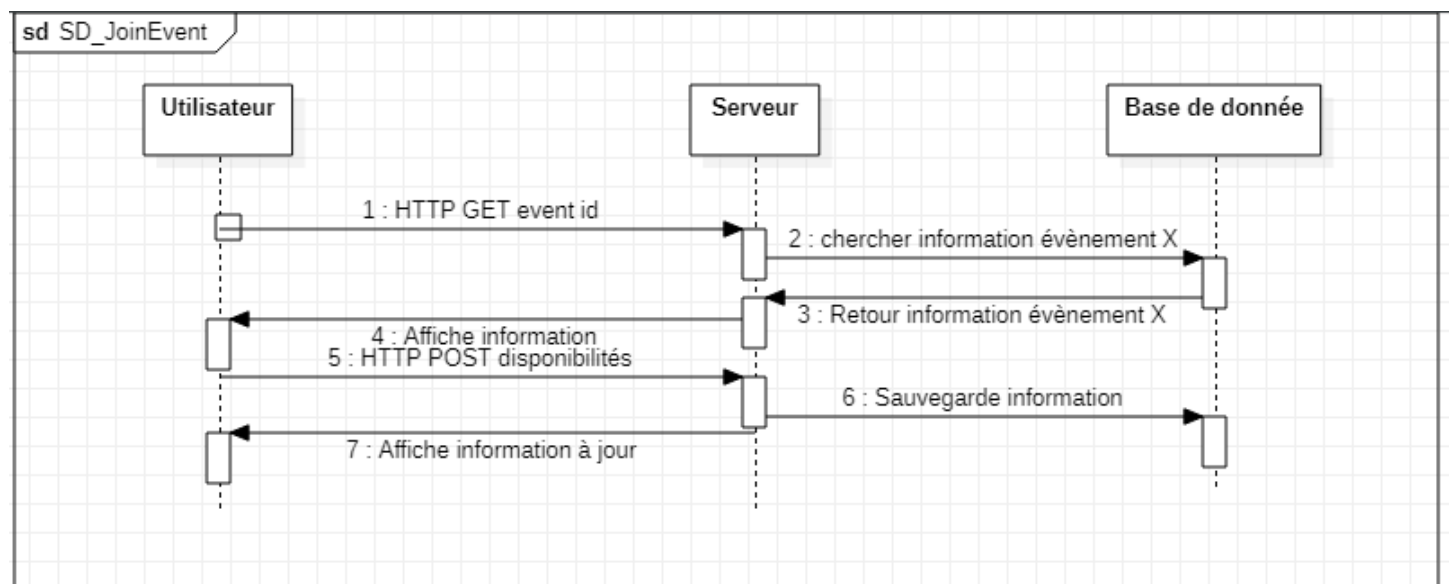 sd SD_JoinEvent
Utilisateur
Serveur
Base de donnée
1 : HTTP GET event id
2 : chercher information évènement X
3 : Retour information évènement X
4 : Affiche information
5 : HTTP POST disponibilités
6 : Sauvegarde information
7 : Affiche information à jour